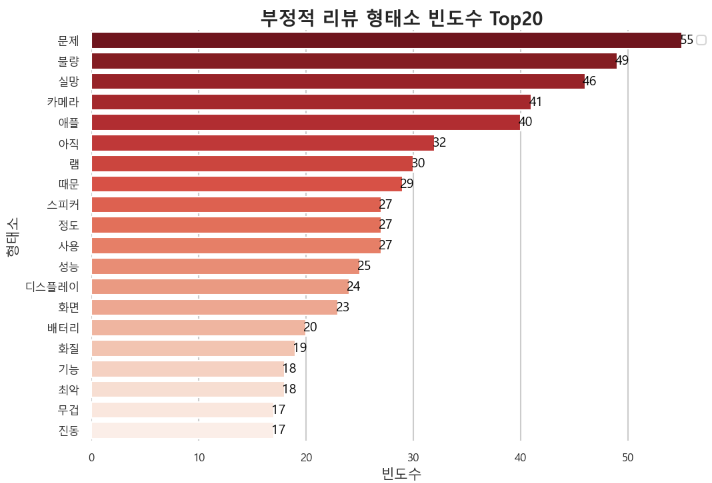 부정적 리뷰 형태소 빈도수 Top20
문제 55
불량 49
실망 46
카메라 41
애플 40
아직 32
램 30
때문 29
스피커 27
정도 27
사용 27
성능 25
디스플레이 24
화면 23
배터리 20
화질 19
기능 18
최악 18
무겁 17
진동 17
형태소
0 10 20 30 40 50
빈도수